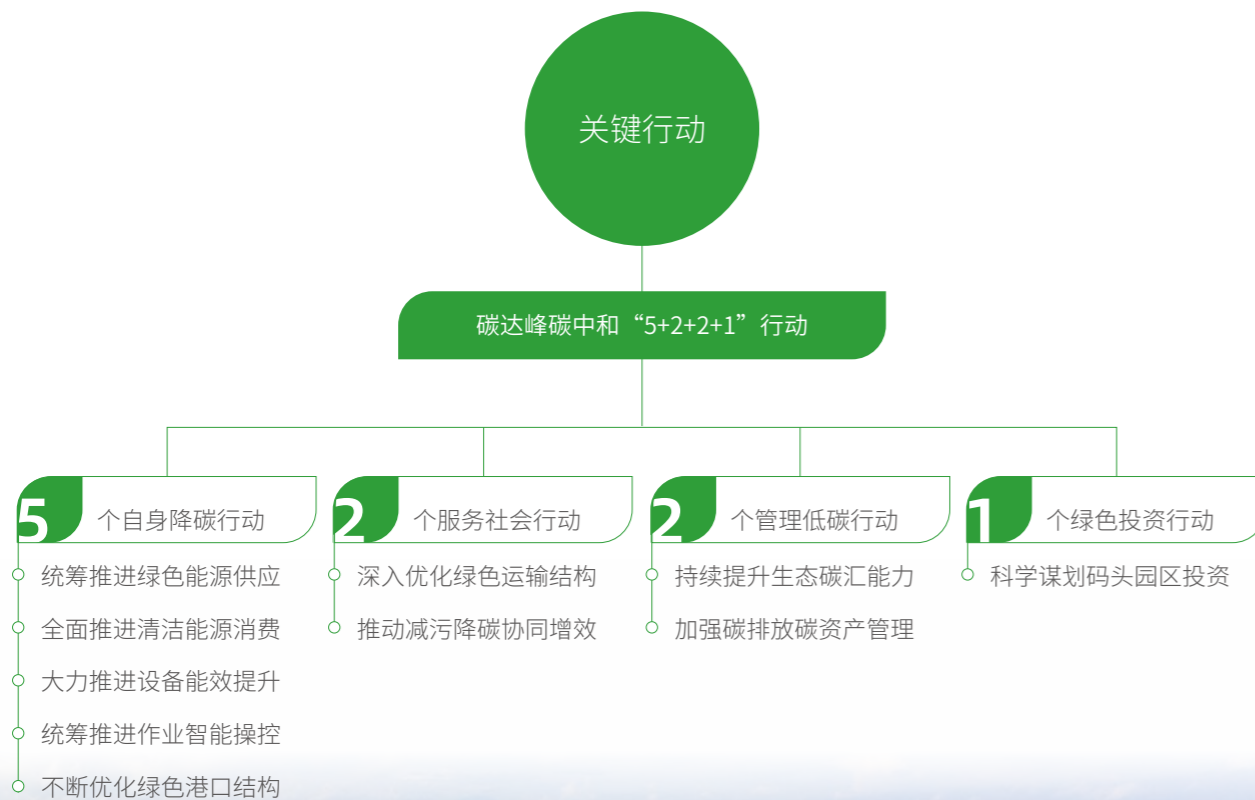 关键行动
碳达峰碳中和“5+2+2+1”行动
5个自身降碳行动
统筹推进绿色能源供应
全面推进清洁能源消费
大力推进设备能效提升
统筹推进作业智能操控
不断优化绿色港口结构
2个服务社会行动
深入优化绿色运输结构
推动减污降碳协同增效
2个管理低碳行动
持续提升生态碳汇能力
加强碳排放碳资产管理
1个绿色投资行动
科学谋划码头园区投资